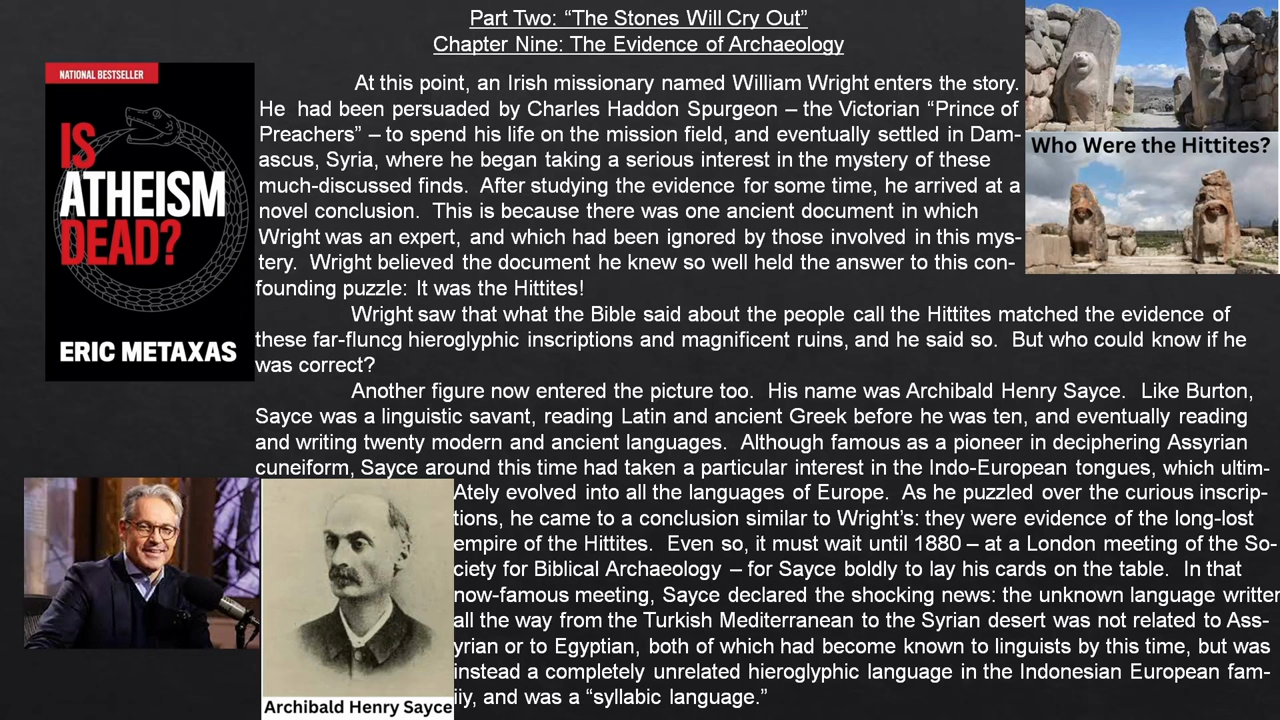 Part Two: “The Stones Will Cry Out”
Chapter Nine: The Evidence of Archaeology
NATIONAL BESTSELLER
IS
ATHEISM
DEAD?
ERIC METAXAS
At this point, an Irish missionary named William Wright enters the story.
He had been persuaded by Charles Haddon Spurgeon – the Victorian “Prince of
Preachers” – to spend his life on the mission field, and eventually settled in Dam-
ascus, Syria, where he began taking a serious interest in the mystery of these
much-discussed finds. After studying the evidence for some time, he arrived at a
novel conclusion. This is because there was one ancient document in which
Wright was an expert, and which had been ignored by those involved in this mys-
tery. Wright believed the document he knew so well held the answer to this con-
founding puzzle: It was the Hittites!
Who Were the Hittites?
Wright saw that what the Bible said about the people call the Hittites matched the evidence of
these far-fluncg hieroglyphic inscriptions and magnificent ruins, and he said so. But who could know if he
was correct?
Another figure now entered the picture too. His name was Archibald Henry Sayce. Like Burton,
Sayce was a linguistic savant, reading Latin and ancient Greek before he was ten, and eventually reading
and writing twenty modern and ancient languages. Although famous as a pioneer in deciphering Assyrian
cuneiform, Sayce around this time had taken a particular interest in the Indo-European tongues, which ultim-
Ately evolved into all the languages of Europe. As he puzzled over the curious inscrip-
tions, he came to a conclusion similar to Wright’s: they were evidence of the long-lost
empire of the Hittites. Even so, it must wait until 1880 – at a London meeting of the So-
ciety for Biblical Archaeology – for Sayce boldly to lay his cards on the table. In that
now-famous meeting, Sayce declared the shocking news: the unknown language written
all the way from the Turkish Mediterranean to the Syrian desert was not related to Ass-
yrian or to Egyptian, both of which had become known to linguists by this time, but was
instead a completely unrelated hieroglyphic language in the Indonesian European fam-
iiy, and was a “syllabic language.”
Archibald Henry Sayce